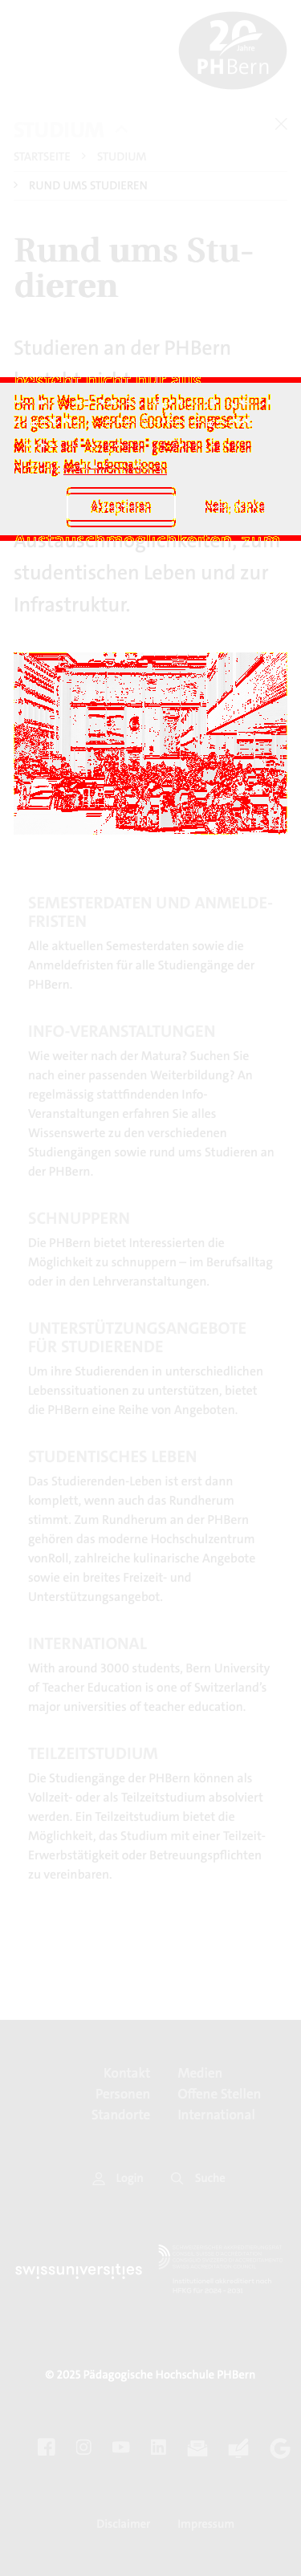 20 Jahre
PHBern
STUDIUM
STARTSEITE > STUDIUM
> RUND UMS STUDIEREN
Rund ums Stu-
dieren
Studieren an der PHBern
besteht nicht nur aus
Um Ihr Web-Erlebnis auf phbern.ch optimal
zu gestalten, werden Cookies eingesetzt.
Mit Klick auf "Akzeptieren" gewähren Sie deren
Nutzung. Mehr Informationen
Akzeptieren Nein danke
Austauschmöglichkeiten, zum
studentischen Leben und zur
Infrastruktur.
SEMESTERDATEN UND ANMELDE-
FRISTEN
Alle aktuellen Semesterdaten sowie die
Anmeldefristen für alle Studiengänge der
PHBern.
INFO-VERANSTALTUNGEN
Wie weiter nach der Matura? Suchen Sie
nach einer passenden Weiterbildung? An
regelmässig stattfindenden Info-
Veranstaltungen erfahren Sie alles
Wissenswerte zu den verschiedenen
Studiengängen sowie rund ums Studieren an
der PHBern.
SCHNUPPERN
Die PHBern bietet Interessierten die
Möglichkeit zu schnuppern – im Berufsalltag
oder in den Lehrveranstaltungen.
UNTERSTÜTZUNGSANGEBOTE
FÜR STUDIERENDE
Um ihre Studierenden in unterschiedlichen
Lebenssituationen zu unterstützen, bietet
die PHBern eine Reihe von Angeboten.
STUDENTISCHES LEBEN
Das Studierenden-Leben ist erst dann
komplett, wenn auch das Rundherum
stimmt. Zum Rundherum an der PHBern
gehören das moderne Hochschulzentrum
vonRoll, zahlreiche kulinarische Angebote
sowie ein breites Freizeit- und
Unterstützungsangebot.
INTERNATIONAL
With around 3000 students, Bern University
of Teacher Education is one of Switzerland's
major universities of teacher education.
TEILZEITSTUDIUM
Die Studiengänge der PHBern können als
Vollzeit- oder als Teilzeitstudium absolviert
werden. Ein Teilzeitstudium bietet die
Möglichkeit, das Studium mit einer Teilzeit-
Erwerbstätigkeit oder Betreuungspflichten
zu vereinbaren.
Kontakt Medien
Personen Offene Stellen
Standorte International
Login Suche
swissuniversities
© 2025 Pädagogische Hochschule PHBern
Disclaimer Impressum